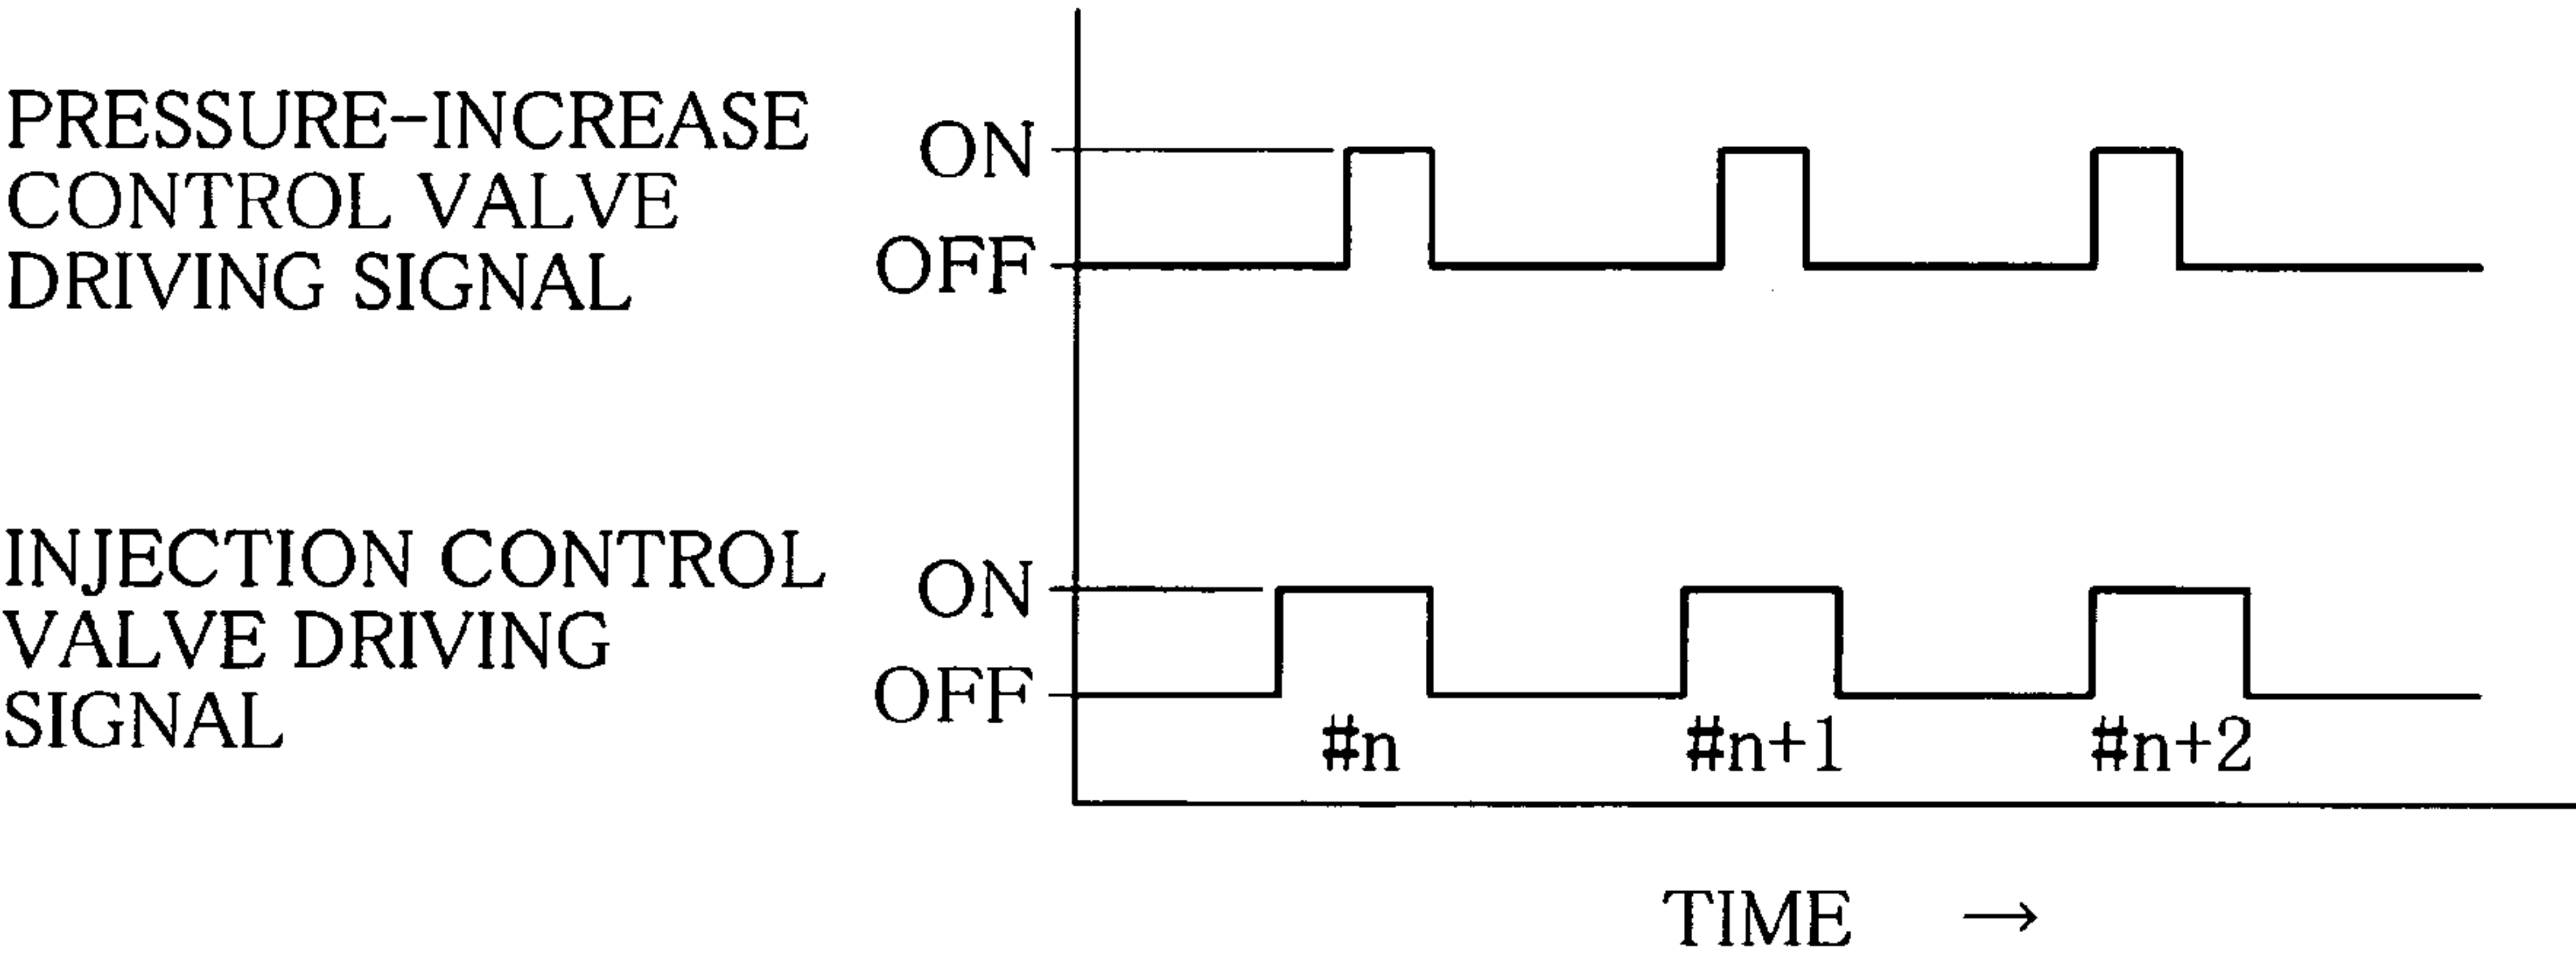 PRESSURE-INCREASE
CONTROL VALVE
DRIVING SIGNAL
ON
OFF
INJECTION CONTROL
VALVE DRIVING
SIGNAL
ON
OFF
#n
#n+1
#n+2
TIME →